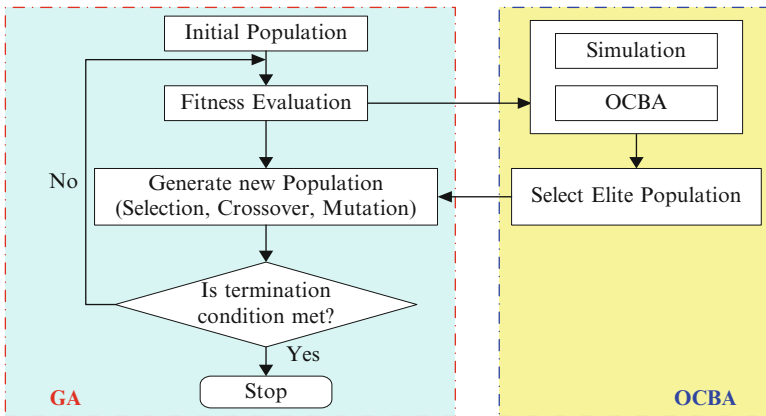 Initial Population
Fitness Evaluation
Generate new Population
(Selection, Crossover, Mutation)
No
Is termination
condition met?
Yes
Stop
GA
Simulation
OCBA
Select Elite Population
OCBA